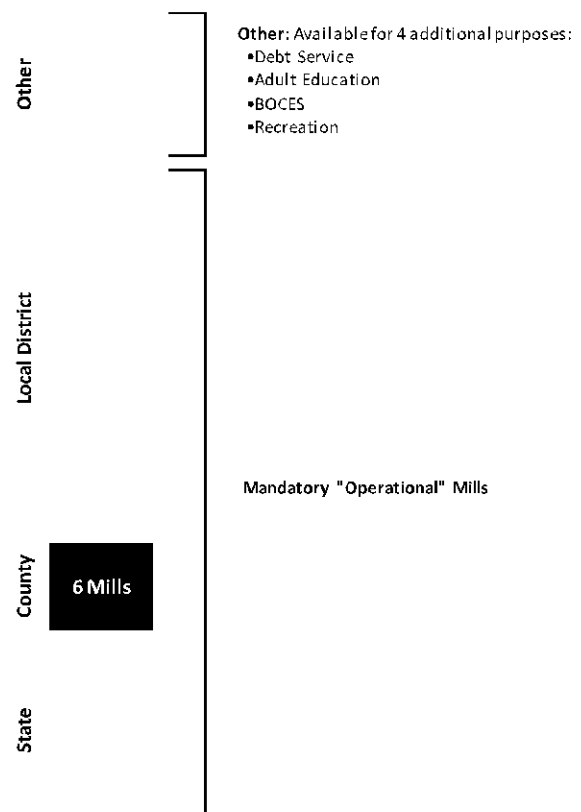 Other
Other: Available for 4 additional purposes:
•Debt Service
•Adult Education
•BOCES
•Recreation
Local District
Mandatory "Operational" Mills
County
6 Mills
State